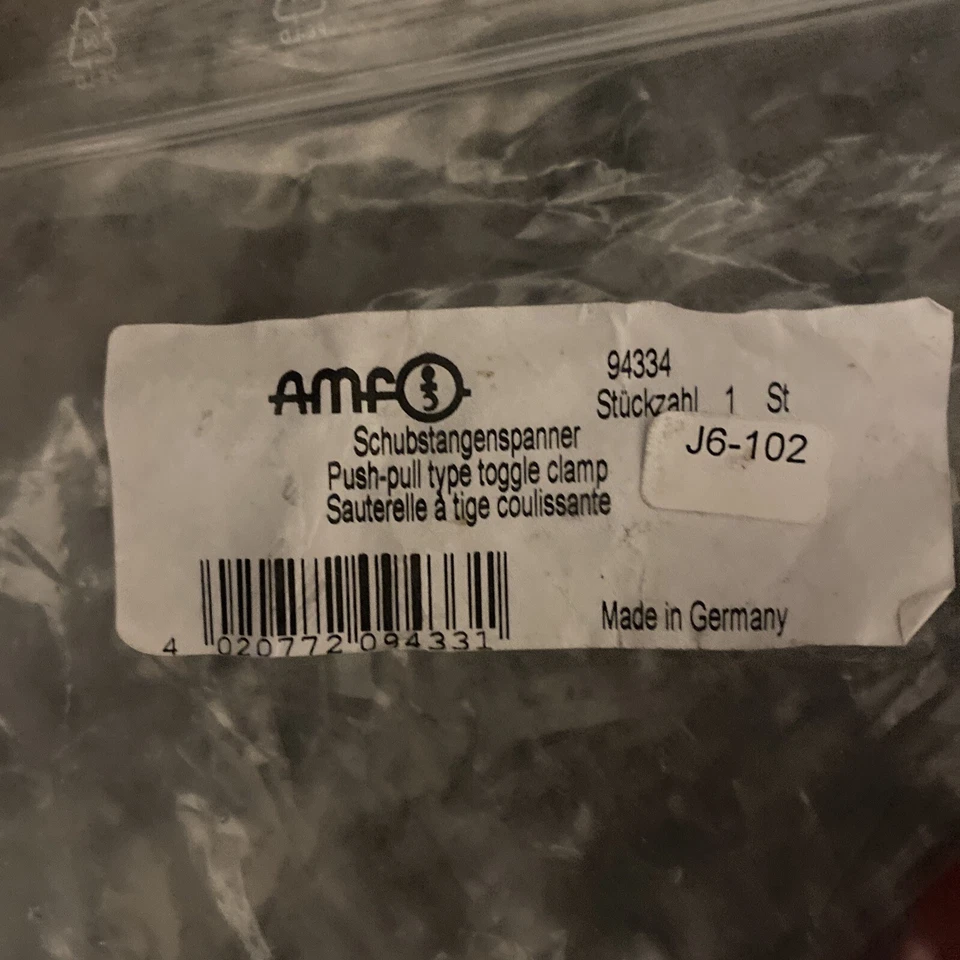 AMF
94334
Stückzahl 1 St
J6-102
Schubstangenspanner
Push-pull type toggle clamp
Sauterelle à tige coulissante
4 020772 094331
Made in Germany